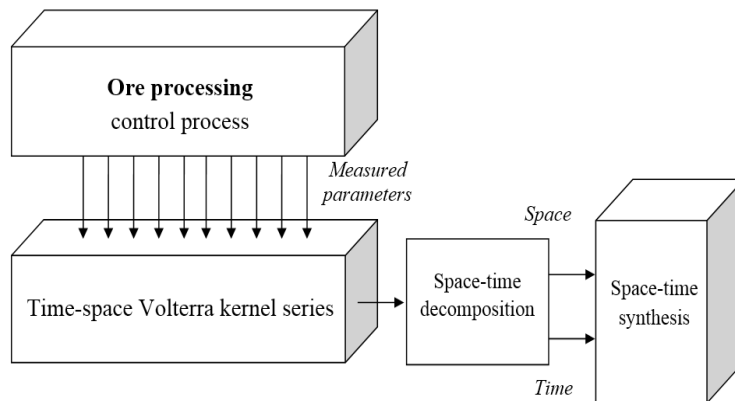 Ore processing
control process
Measured
parameters
Space
Time-space Volterra kernel series
Space-time
decomposition
Space-time
synthesis
Time